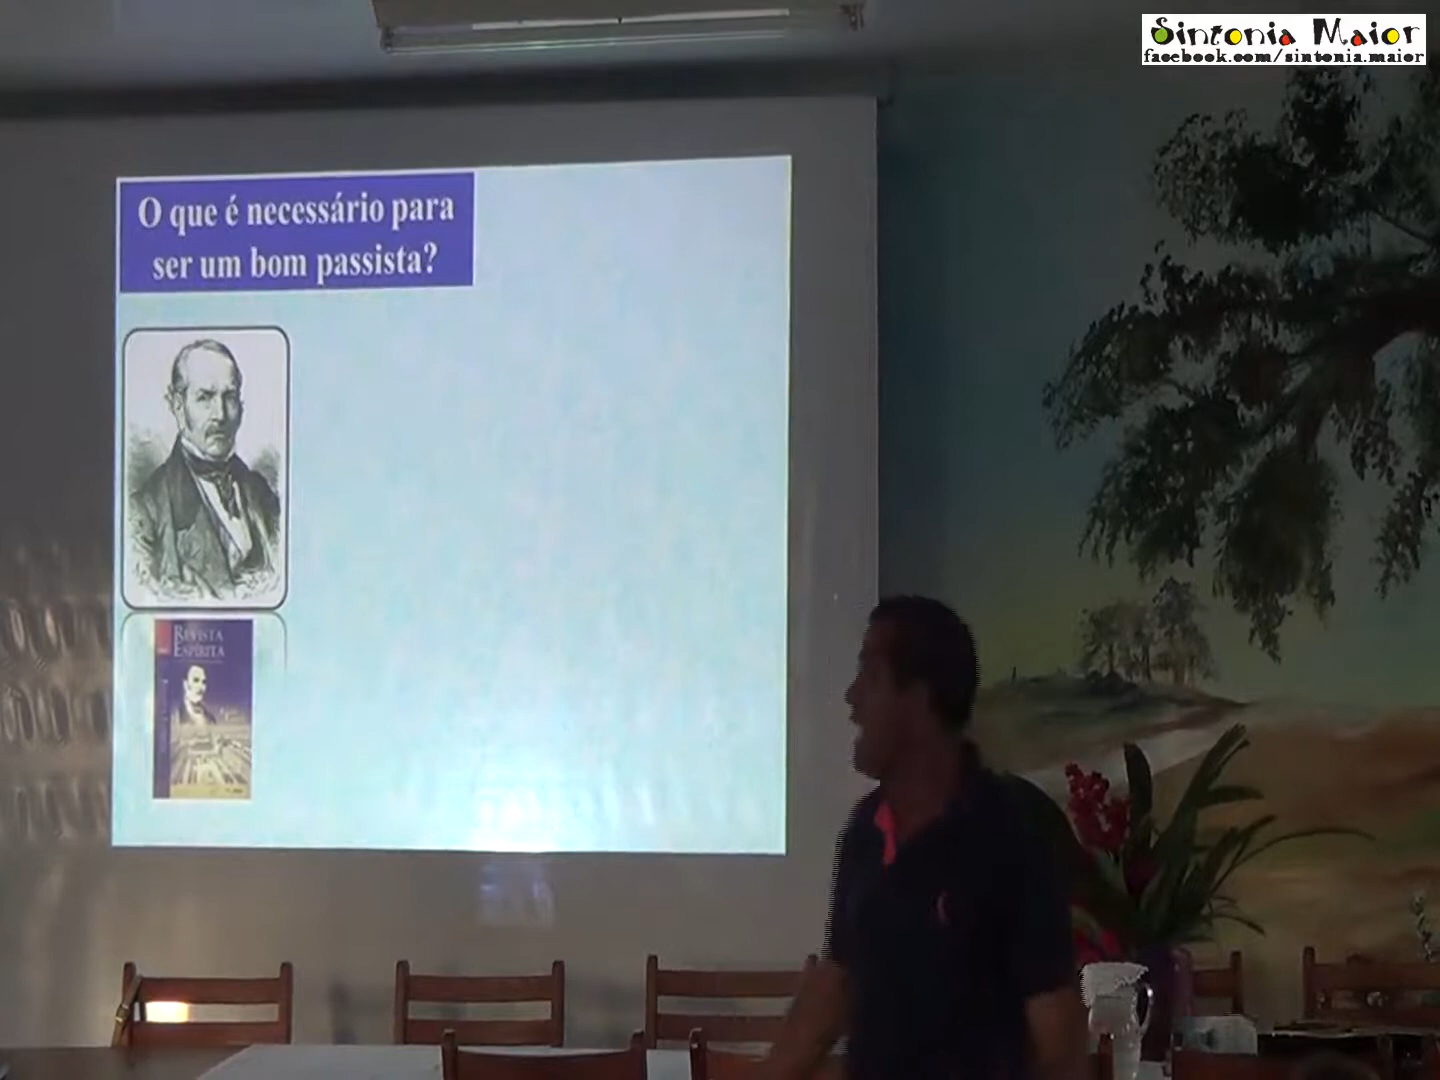 Sintonia Maior
facebook.com/sintonia.maior
O que é necessário para
ser um bom passista?
REVISTA
ESPÍRITA